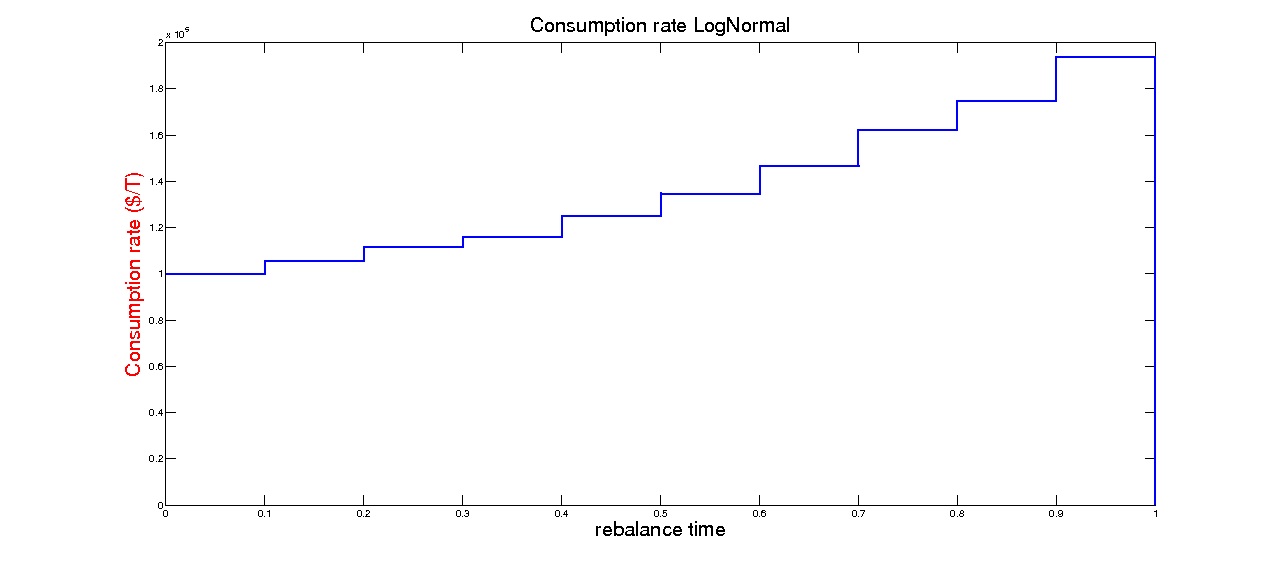 Consumption rate LogNormal
x 10^5
2
1.8
1.6
1.4
1.2
1
0.8
0.6
0.4
0.2
0
Consumption rate ($/T)
0 0.1 0.2 0.3 0.4 0.5 0.6 0.7 0.8 0.9 1
rebalance time